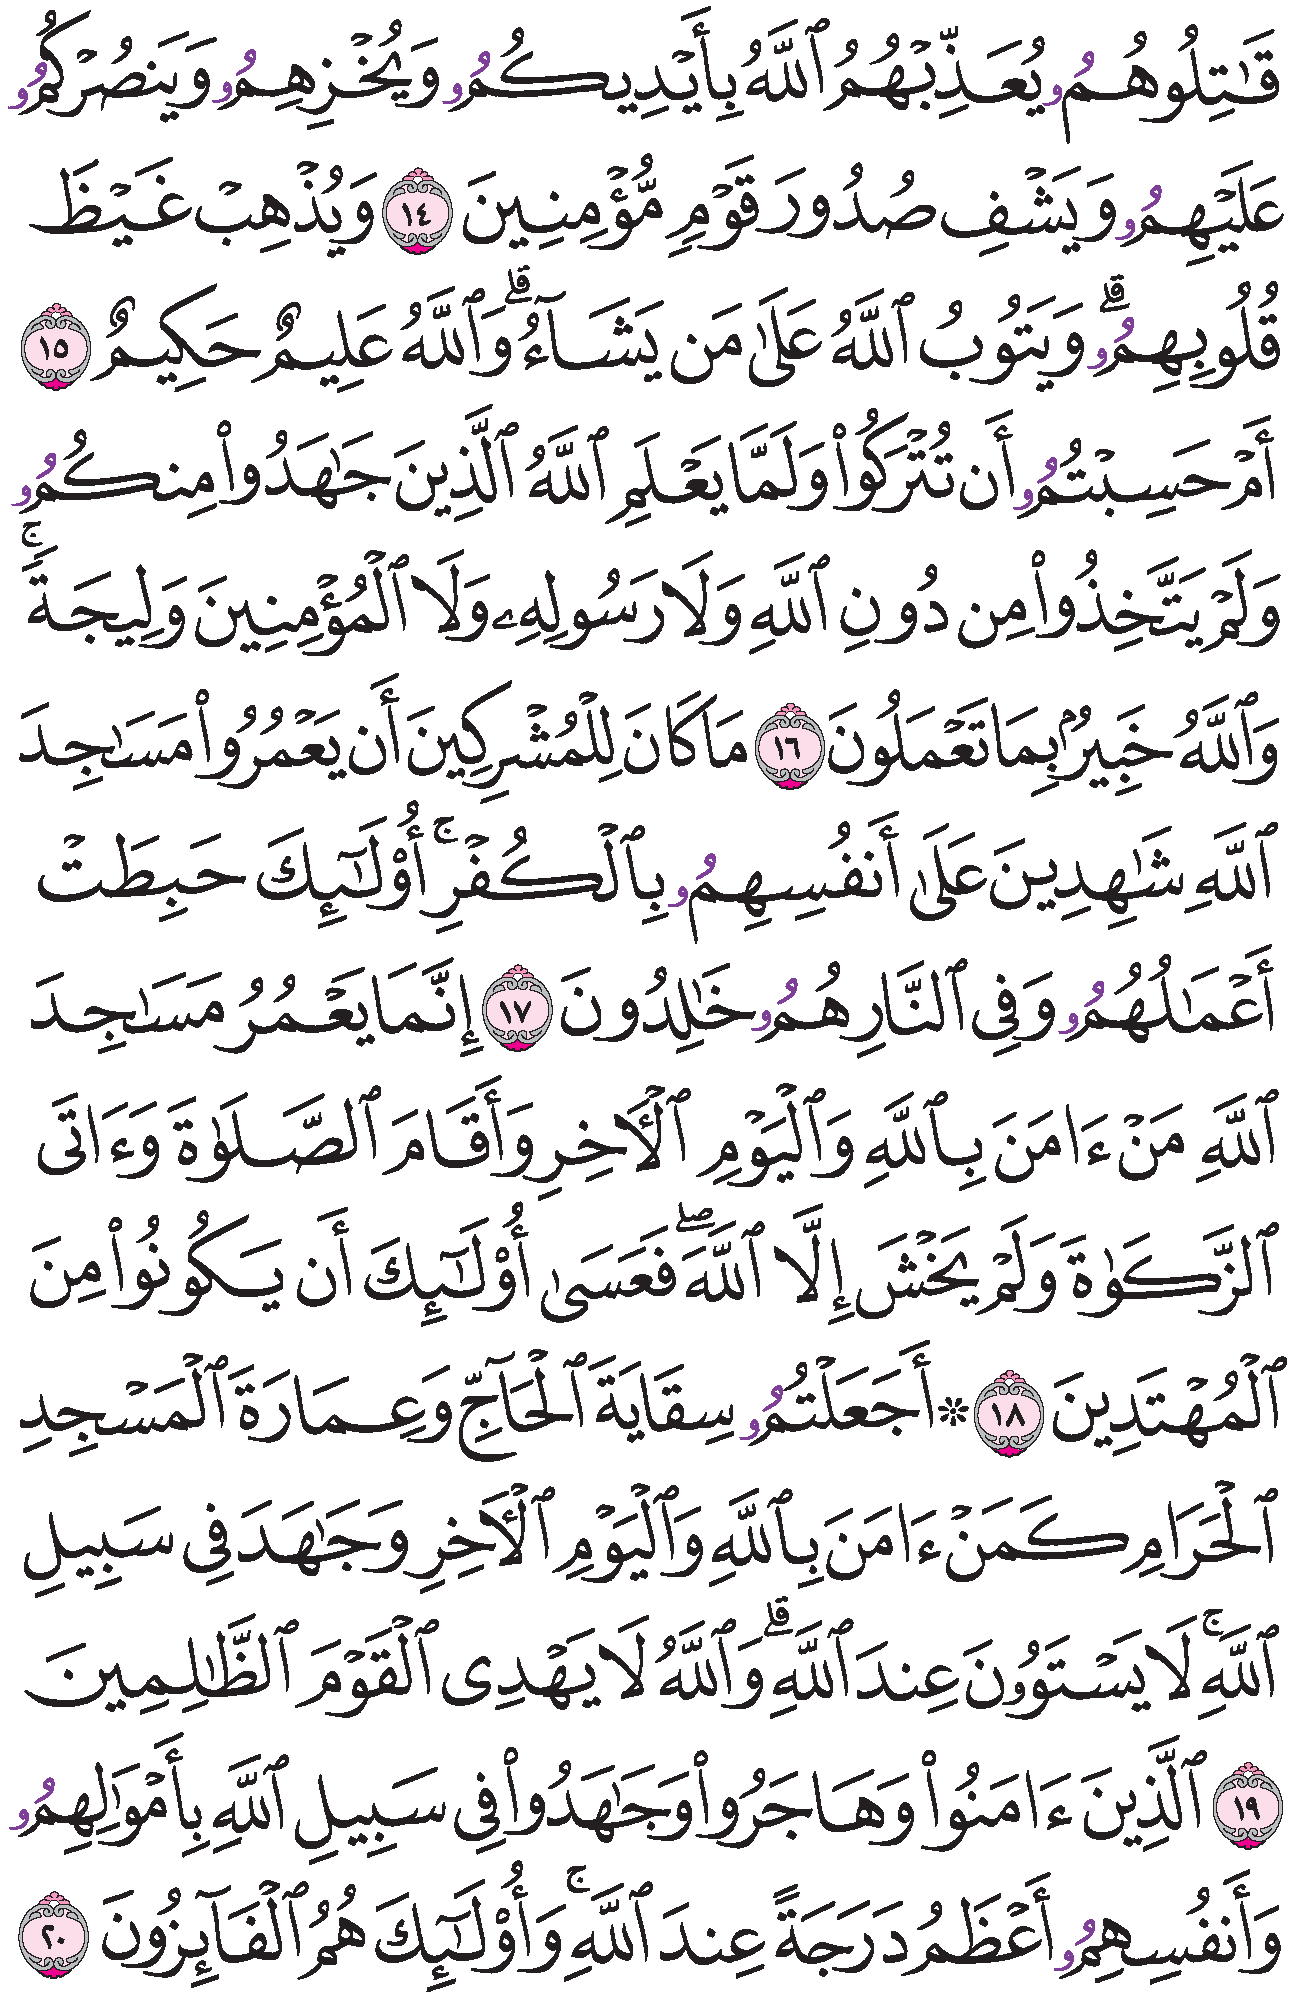 قَٰتِلُوهُمُۥ يُعَذِّبْهُمُ ٱللَّهُ بِأَيْدِيكُمُۥ وَيُخْزِهِمُۥ وَيَنصُرْكُمُۥ
عَلَيْهِمُۥ وَيَشْفِ صُدُورَ قَوْمٍ مُّؤْمِنِينَ ١٤ وَيُذْهِبْ غَيْظَ
قُلُوبِهِمُۥۗ وَيَتُوبُ ٱللَّهُ عَلَىٰ مَن يَشَآءُۗ وَٱللَّهُ عَلِيمٌ حَكِيمٌ ١٥
أَمْ حَسِبْتُمُۥ أَن تُتْرَكُوا۟ وَلَمَّا يَعْلَمِ ٱللَّهُ ٱلَّذِينَ جَٰهَدُوا۟ مِنكُمُۥ
وَلَمْ يَتَّخِذُوا۟ مِن دُونِ ٱللَّهِ وَلَا رَسُولِهِۦ وَلَا ٱلْمُؤْمِنِينَ وَلِيجَةًۚ
وَٱللَّهُ خَبِيرٌۢ بِمَا تَعْمَلُونَ ١٦ مَا كَانَ لِلْمُشْرِكِينَ أَن يَعْمُرُوا۟ مَسَٰجِدَ
ٱللَّهِ شَٰهِدِينَ عَلَىٰ أَنفُسِهِمُۥ بِٱلْكُفْرِۚ أُو۟لَٰٓئِكَ حَبِطَتْ
أَعْمَٰلُهُمُۥ وَفِى ٱلنَّارِ هُمُۥ خَٰلِدُونَ ١٧ إِنَّمَا يَعْمُرُ مَسَٰجِدَ
ٱللَّهِ مَنْ ءَامَنَ بِٱللَّهِ وَٱلْيَوْمِ ٱلْأَخِرِ وَأَقَامَ ٱلصَّلَوٰةَ وَءَاتَى
ٱلزَّكَوٰةَ وَلَمْ يَخْشَ إِلَّا ٱللَّهَۖ فَعَسَىٰ أُو۟لَٰٓئِكَ أَن يَكُونُوا۟ مِنَ
ٱلْمُهْتَدِينَ ١٨ ۞ أَجَعَلْتُمُۥ سِقَايَةَ ٱلْحَآجِّ وَعِمَارَةَ ٱلْمَسْجِدِ
ٱلْحَرَامِ كَمَنْ ءَامَنَ بِٱللَّهِ وَٱلْيَوْمِ ٱلْأَخِرِ وَجَٰهَدَ فِى سَبِيلِ
ٱللَّهِۚ لَا يَسْتَوُۥنَ عِندَ ٱللَّهِۗ وَٱللَّهُ لَا يَهْدِى ٱلْقَوْمَ ٱلظَّٰلِمِينَ
١٩ ٱلَّذِينَ ءَامَنُوا۟ وَهَاجَرُوا۟ وَجَٰهَدُوا۟ فِى سَبِيلِ ٱللَّهِ بِأَمْوَٰلِهِمُۥ
وَأَنفُسِهِمُۥ أَعْظَمُ دَرَجَةً عِندَ ٱللَّهِۚ وَأُو۟لَٰٓئِكَ هُمُ ٱلْفَآئِزُونَ ٢٠